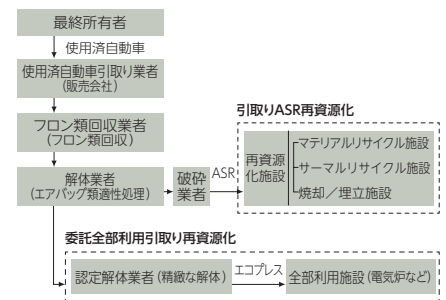 最終所有者
使用済自動車
使用済自動車引取り業者
(販売会社)
フロン類回収業者
(フロン類回収)
解体業者
(エアバッグ類適性処理)
破砕
業者
ASR
引取りASR再資源化
再資源
化施設
マテリアルリサイクル施設
サーマルリサイクル施設
焼却/埋立施設
委託全部利用引取り再資源化
認定解体業者(精緻な解体)
エコプレス
全部利用施設(電気炉など)